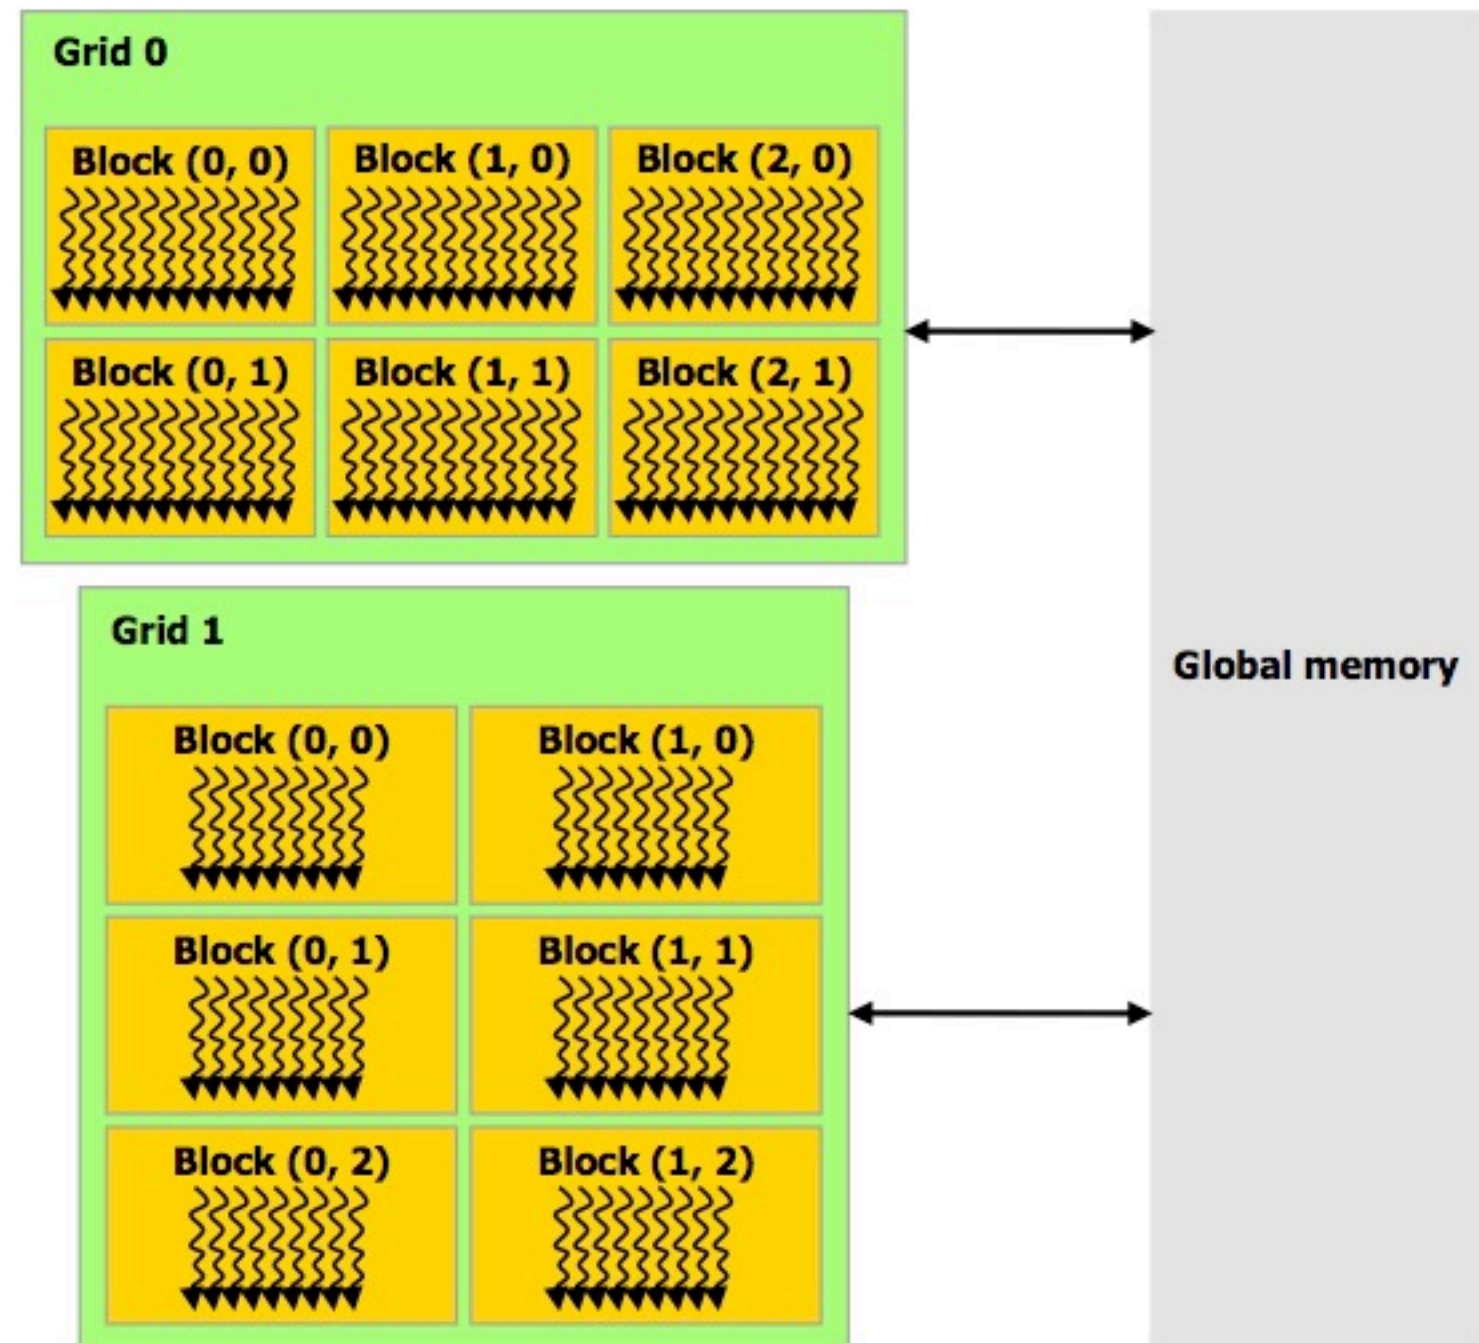 Grid 0
Block (0, 0)
Block (1, 0)
Block (2, 0)
Block (0, 1)
Block (1, 1)
Block (2, 1)
Grid 1
Block (0, 0)
Block (1, 0)
Block (0, 1)
Block (1, 1)
Block (0, 2)
Block (1, 2)
Global memory